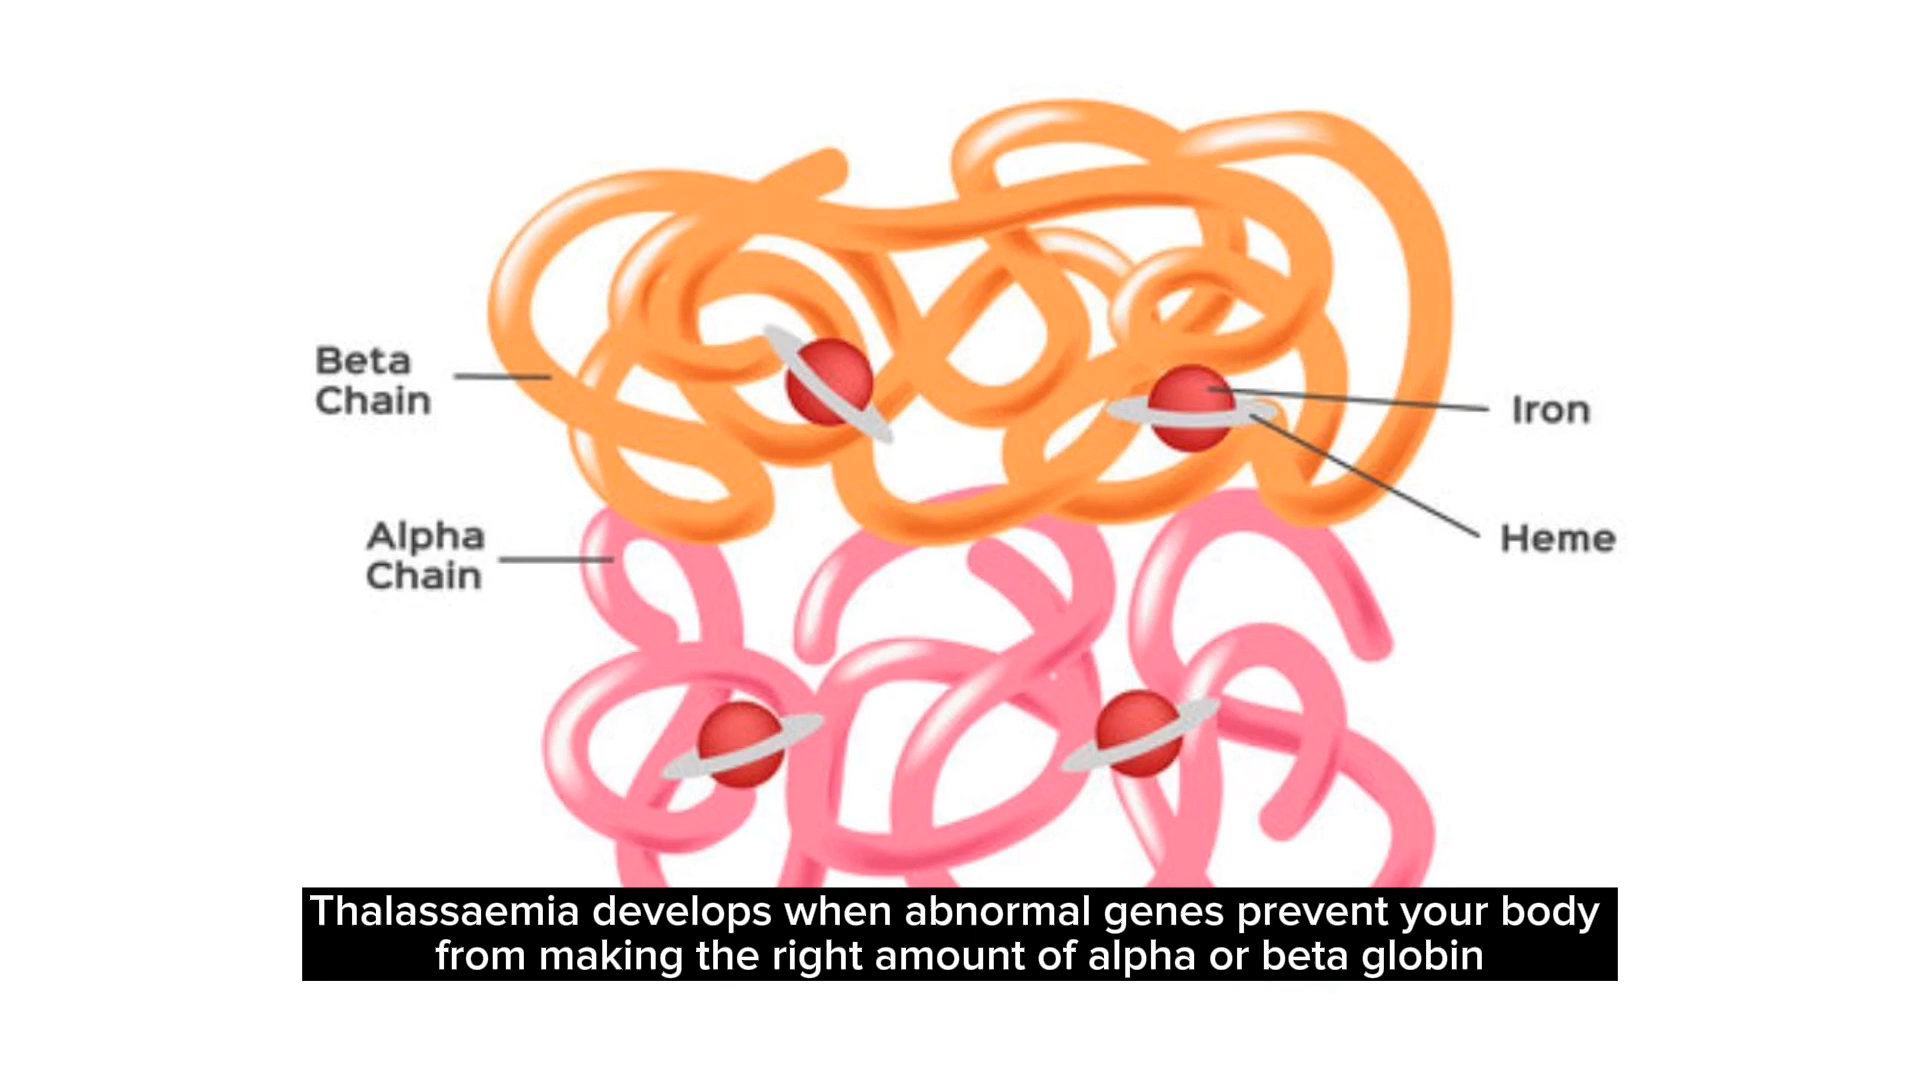 Beta
Chain
Alpha
Chain
Iron
Heme
Thalassaemia develops when abnormal genes prevent your body
from making the right amount of alpha or beta globin